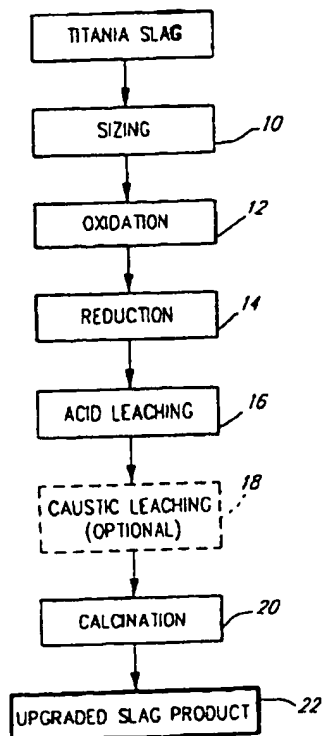 TITANIA SLAG
SIZING
10
OXIDATION
12
REDUCTION
14
ACID LEACHING
16
CAUSTIC LEACHING
(OPTIONAL)
18
CALCINATION
20
UPGRADED SLAG PRODUCT
22